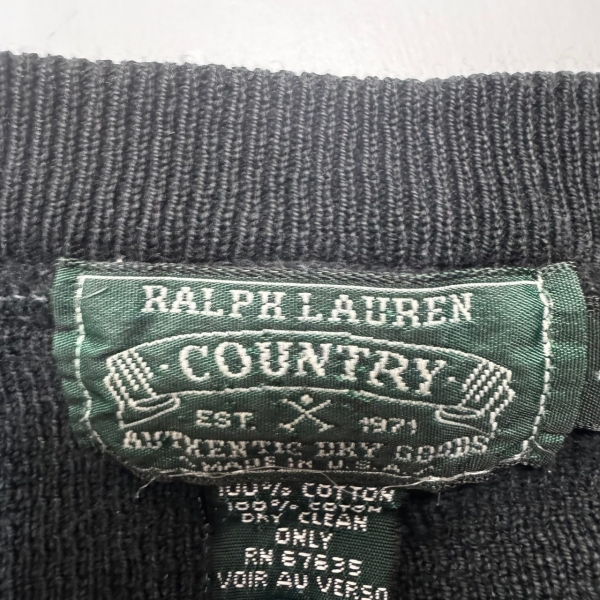 RALPH LAUREN
·COUNTRY·
EST. 1971
AUTHENTIC DRY GOODS
MADE IN U.S.A.
100% COTTON
100% COTON
DRY CLEAN
ONLY
RN 67635
VOIR AU VERSO